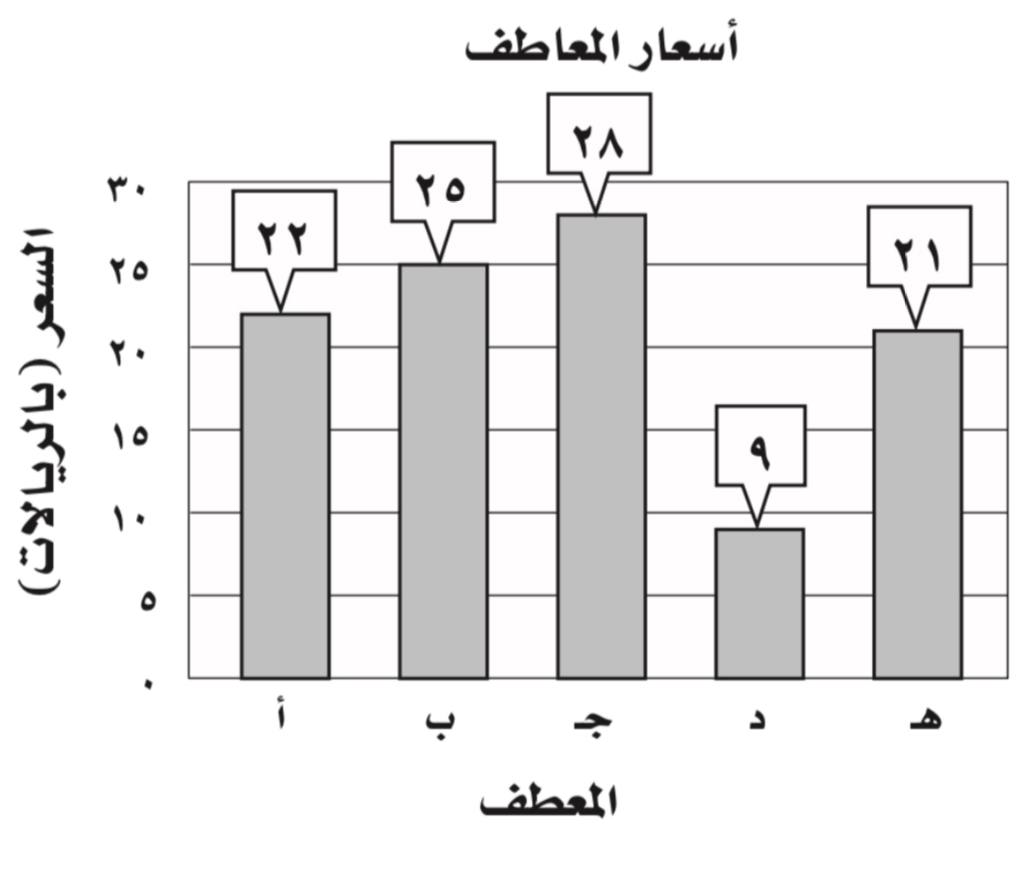 أسعار المعاطف
السعر (بالريالات)
٣٠
٢٥
٢٠
١٥
١٠
٥
٠
٢٢
٢٥
٢٨
٩
٢١
أ
ب
جـ
د
هـ
المعطف